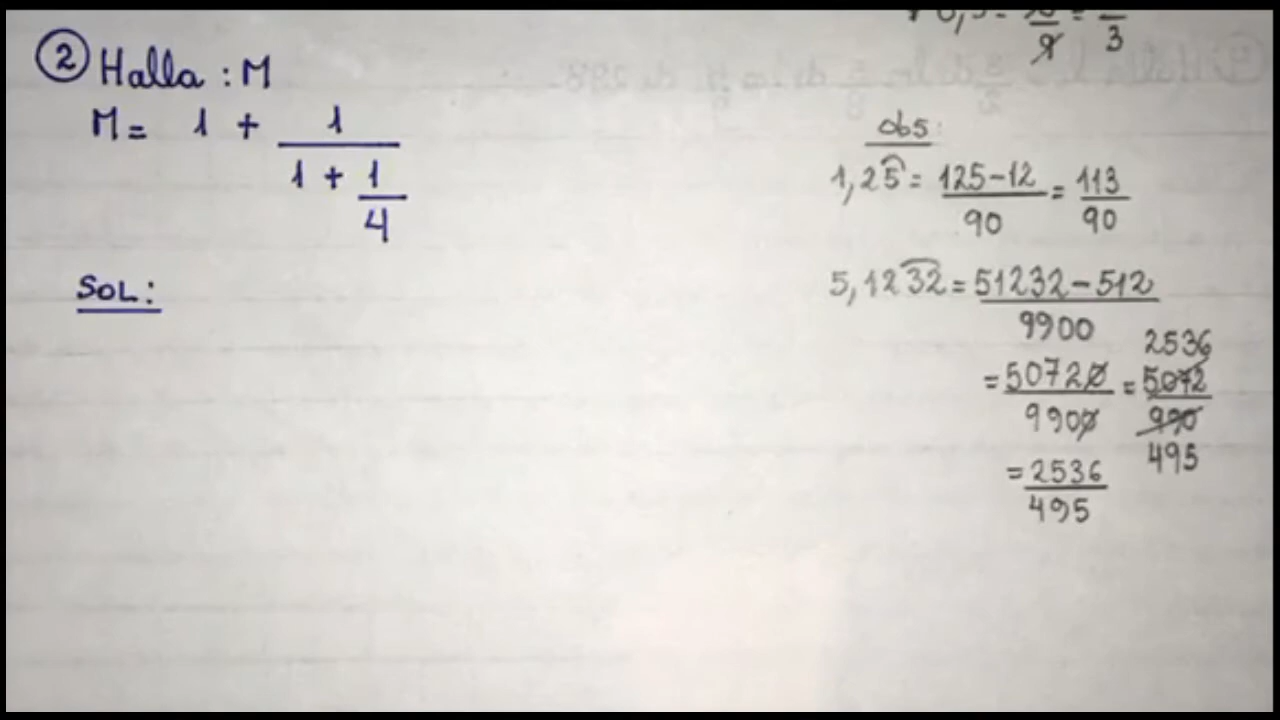 ② Halla : M
M = 1 + 1/(1 + 1/4)
SOL:
3
obs:
1,25̂ = 125-12/90 = 113/90
5,1232̂ = 51232-512/9900
= 50720/9900 = 5072/990 2536 495
= 2536/495